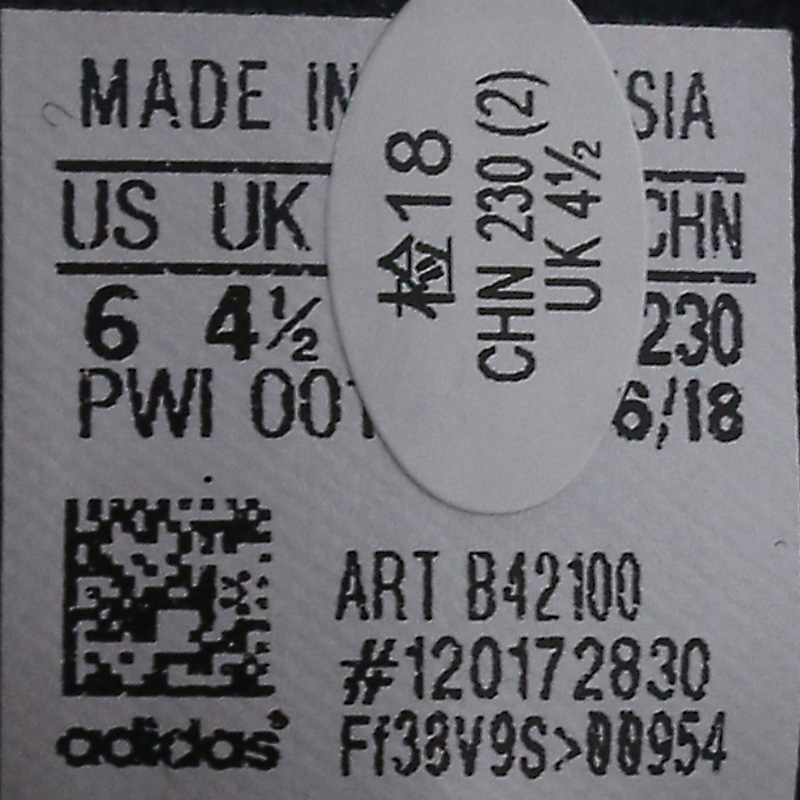 MADE IN
SIA
US UK
CHN
6 4½
230
PWI 001
6/18
检18
CHN 230 (2)
UK 4½
ART B42100
#120172830
Ff38V9S>00954
adidas